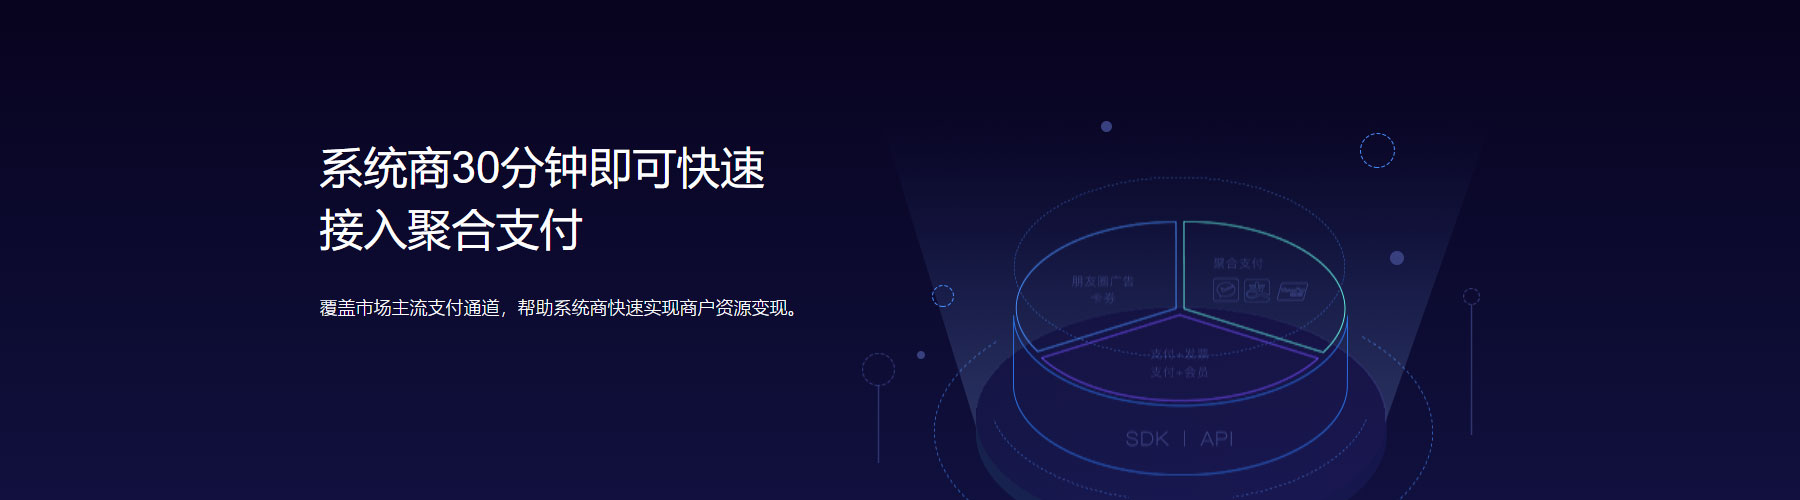 系统商30分钟即可快速
接入聚合支付
覆盖市场主流支付通道，帮助系统商快速实现商户资源变现。
聚合支付
朋友圈广告
卡券
支付+发票
支付+会员
SDK | API